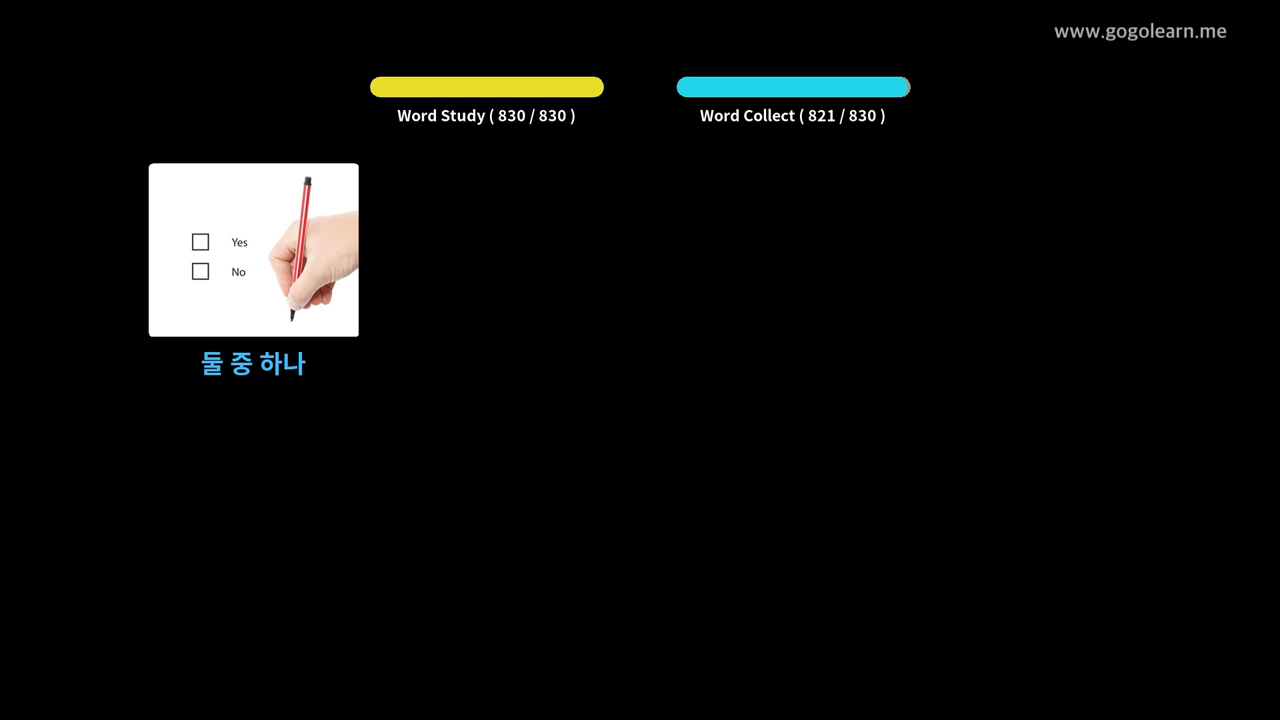 www.gogolearn.me
Word Study ( 830 / 830 )
Word Collect ( 821 / 830 )
Yes
No
둘 중 하나